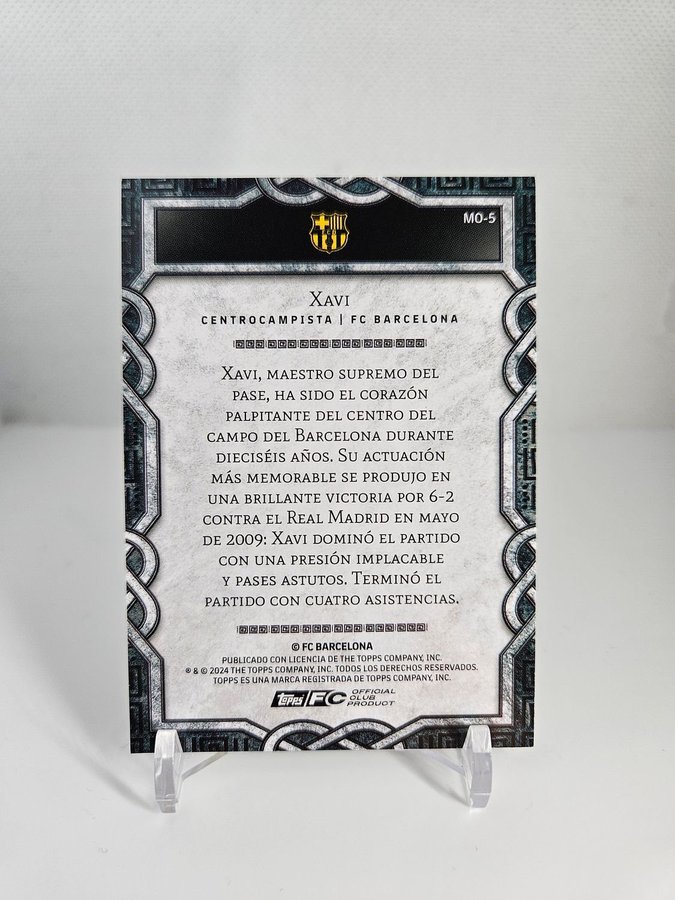 MO-5
FCB
Xavi
CENTROCAMPISTA | FC BARCELONA
Xavi, maestro supremo del
pase, ha sido el corazón
palpitante del centro del
campo del Barcelona durante
dieciséis años. Su actuación
más memorable se produjo en
una brillante victoria por 6-2
contra el Real Madrid en mayo
de 2009: Xavi dominó el partido
con una presión implacable
y pases astutos. Terminó el
partido con cuatro asistencias.
© FC BARCELONA
PUBLICADO CON LICENCIA DE THE TOPPS COMPANY, INC.
® & © 2024 THE TOPPS COMPANY, INC. TODOS LOS DERECHOS RESERVADOS.
TOPPS ES UNA MARCA REGISTRADA DE TOPPS COMPANY, INC.
topps FC OFFICIAL
CLUB
PRODUCT